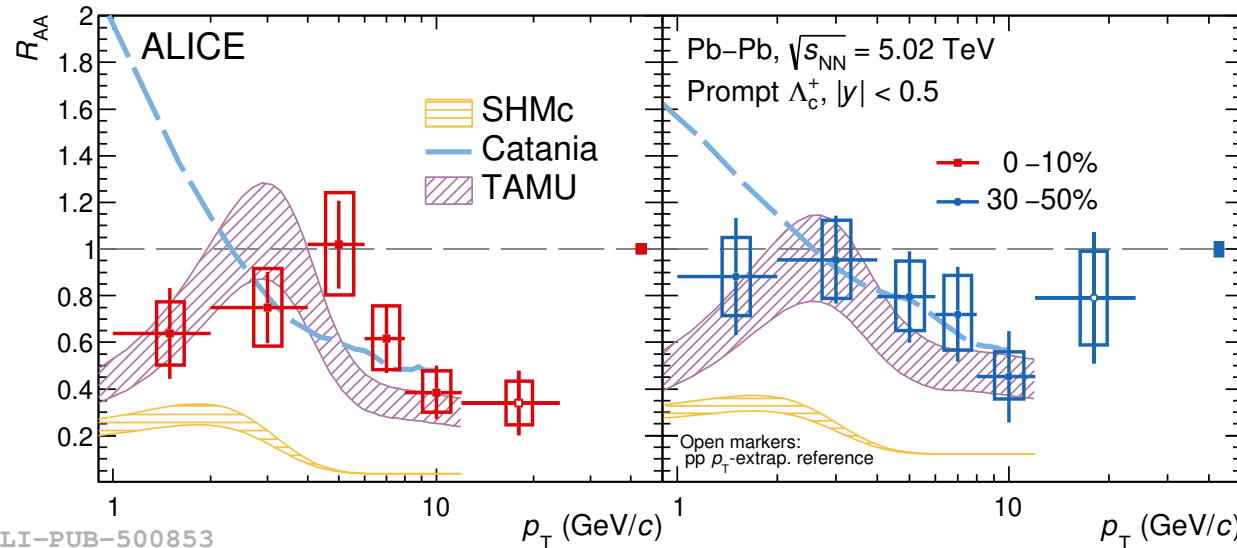 R_AA
2
1.8
1.6
1.4
1.2
1
0.8
0.6
0.4
0.2
ALICE
SHMc
Catania
TAMU
Pb−Pb, √s_NN = 5.02 TeV
Prompt Λ_c^+, |y| < 0.5
0 −10%
30 −50%
Open markers:
pp p_T-extrap. reference
1 10
p_T (GeV/c)
1 10
p_T (GeV/c)
LI−PUB−500853